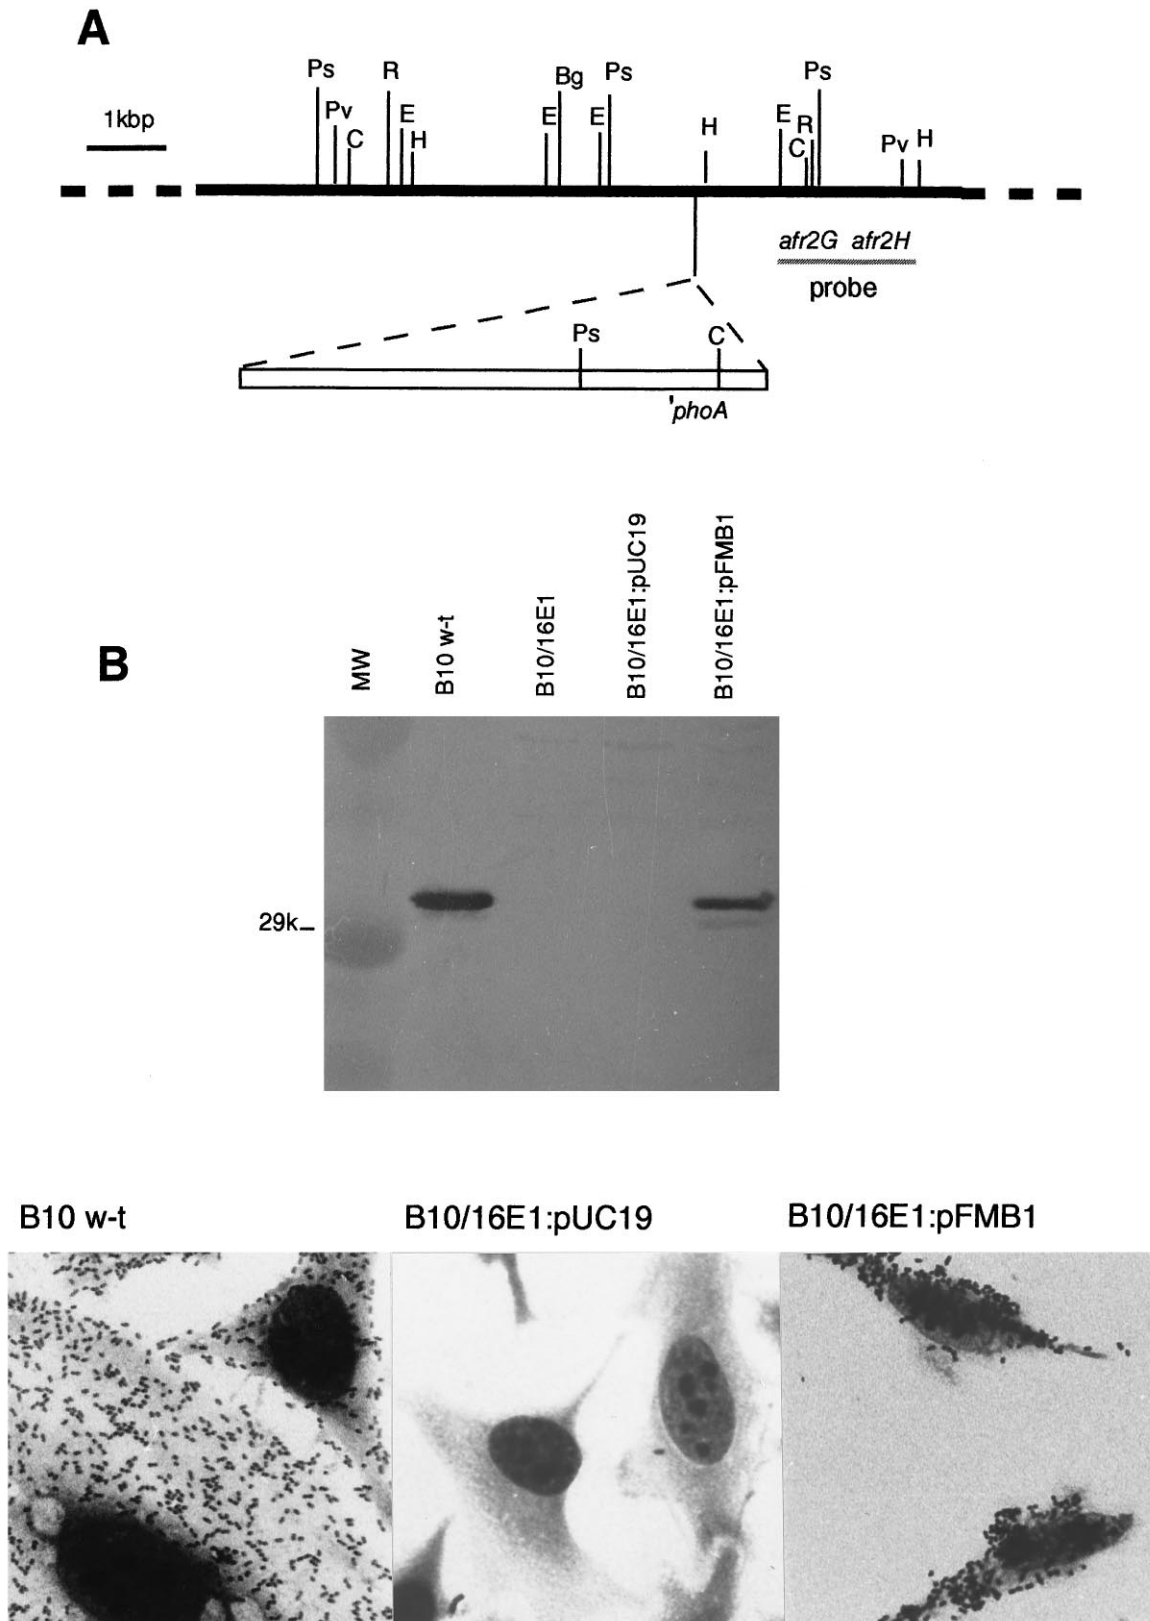 A
Ps R Bg Ps Ps
1kbp Pv C E H E E H E R C Pv H
afr2G afr2H
probe
Ps C
'phoA
B
MW
B10 w-t
B10/16E1
B10/16E1:pUC19
B10/16E1:pFMB1
29k
B10 w-t B10/16E1:pUC19 B10/16E1:pFMB1